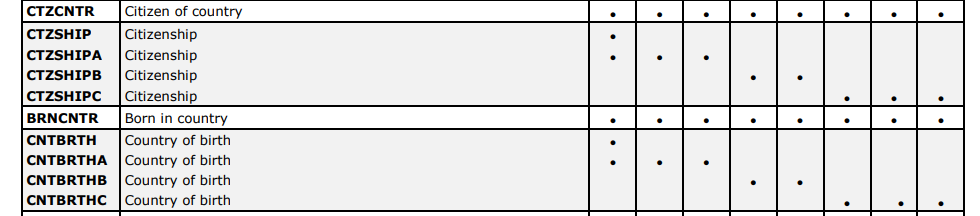 CTZCNTR Citizen of country • • • • • • • •
CTZSHIP Citizenship •
CTZSHIPA Citizenship • • •
CTZSHIPB Citizenship • •
CTZSHIPC Citizenship • • •
BRNCNTR Born in country • • • • • • • •
CNTBRTH Country of birth •
CNTBRTHA Country of birth • • •
CNTBRTHB Country of birth • •
CNTBRTHC Country of birth • • •